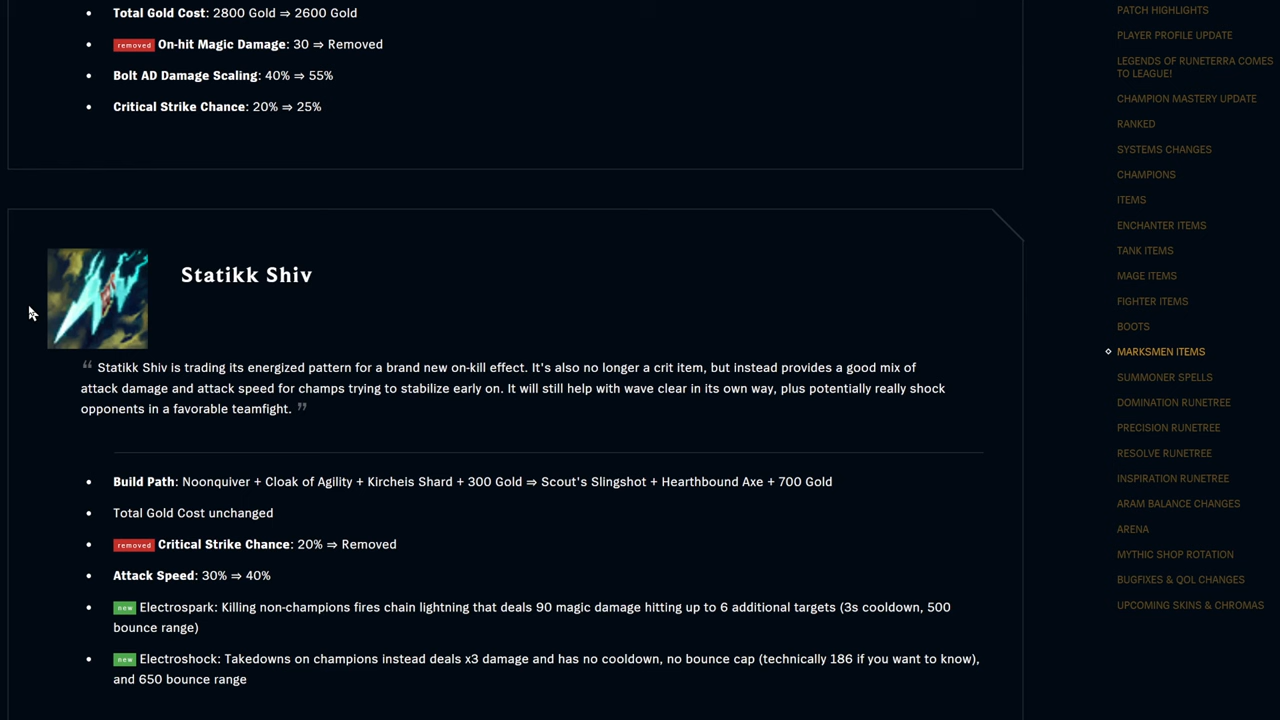 Total Gold Cost: 2800 Gold ⇒ 2600 Gold
removed On-hit Magic Damage: 30 ⇒ Removed
Bolt AD Damage Scaling: 40% ⇒ 55%
Critical Strike Chance: 20% ⇒ 25%
Statikk Shiv
“ Statikk Shiv is trading its energized pattern for a brand new on-kill effect. It's also no longer a crit item, but instead provides a good mix of
attack damage and attack speed for champs trying to stabilize early on. It will still help with wave clear in its own way, plus potentially really shock
opponents in a favorable teamfight. ”
Build Path: Noonquiver + Cloak of Agility + Kircheis Shard + 300 Gold ⇒ Scout's Slingshot + Hearthbound Axe + 700 Gold
Total Gold Cost unchanged
removed Critical Strike Chance: 20% ⇒ Removed
Attack Speed: 30% ⇒ 40%
new Electrospark: Killing non-champions fires chain lightning that deals 90 magic damage hitting up to 6 additional targets (3s cooldown, 500
bounce range)
new Electroshock: Takedowns on champions instead deals x3 damage and has no cooldown, no bounce cap (technically 186 if you want to know),
and 650 bounce range
PATCH HIGHLIGHTS
PLAYER PROFILE UPDATE
LEGENDS OF RUNETERRA COMES
TO LEAGUE!
CHAMPION MASTERY UPDATE
RANKED
SYSTEMS CHANGES
CHAMPIONS
ITEMS
ENCHANTER ITEMS
TANK ITEMS
MAGE ITEMS
FIGHTER ITEMS
BOOTS
MARKSMEN ITEMS
SUMMONER SPELLS
DOMINATION RUNETREE
PRECISION RUNETREE
RESOLVE RUNETREE
INSPIRATION RUNETREE
ARAM BALANCE CHANGES
ARENA
MYTHIC SHOP ROTATION
BUGFIXES & QOL CHANGES
UPCOMING SKINS & CHROMAS